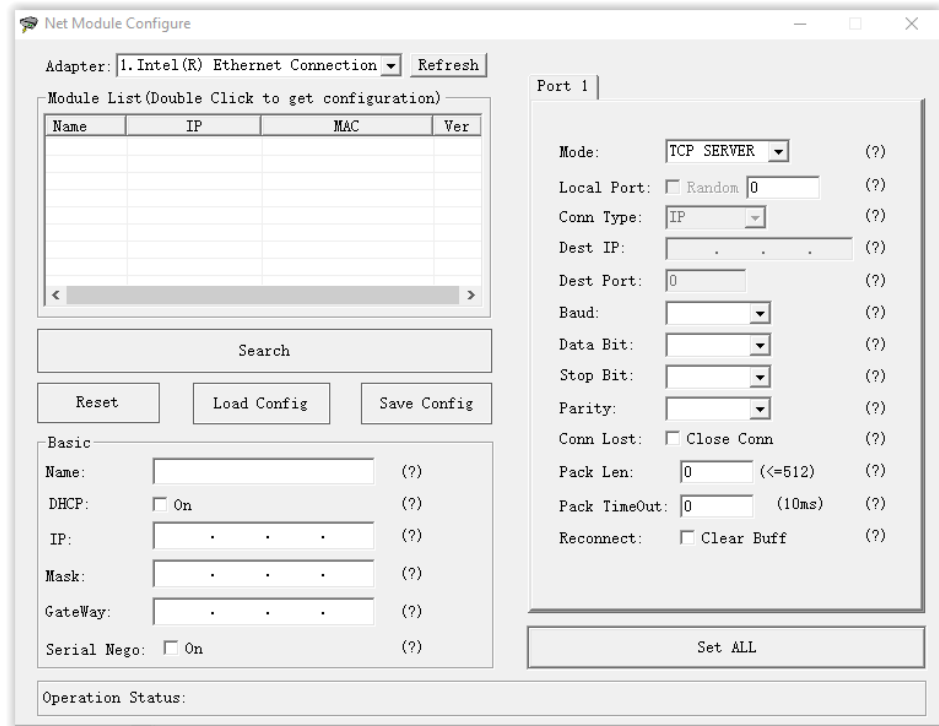 Net Module Configure
Adapter: 1.Intel(R) Ethernet Connection Refresh
Module List(Double Click to get configuration)
Name IP MAC Ver
Search
Reset Load Config Save Config
Basic
Name: (?)
DHCP: On (?)
IP: . . . (?)
Mask: . . . (?)
GateWay: . . . (?)
Serial Nego: On (?)
Port 1
Mode: TCP SERVER (?)
Local Port: Random 0 (?)
Conn Type: IP (?)
Dest IP: . . . (?)
Dest Port: 0 (?)
Baud: (?)
Data Bit: (?)
Stop Bit: (?)
Parity: (?)
Conn Lost: Close Conn (?)
Pack Len: 0 (<=512) (?)
Pack TimeOut: 0 (10ms) (?)
Reconnect: Clear Buff (?)
Set ALL
Operation Status: